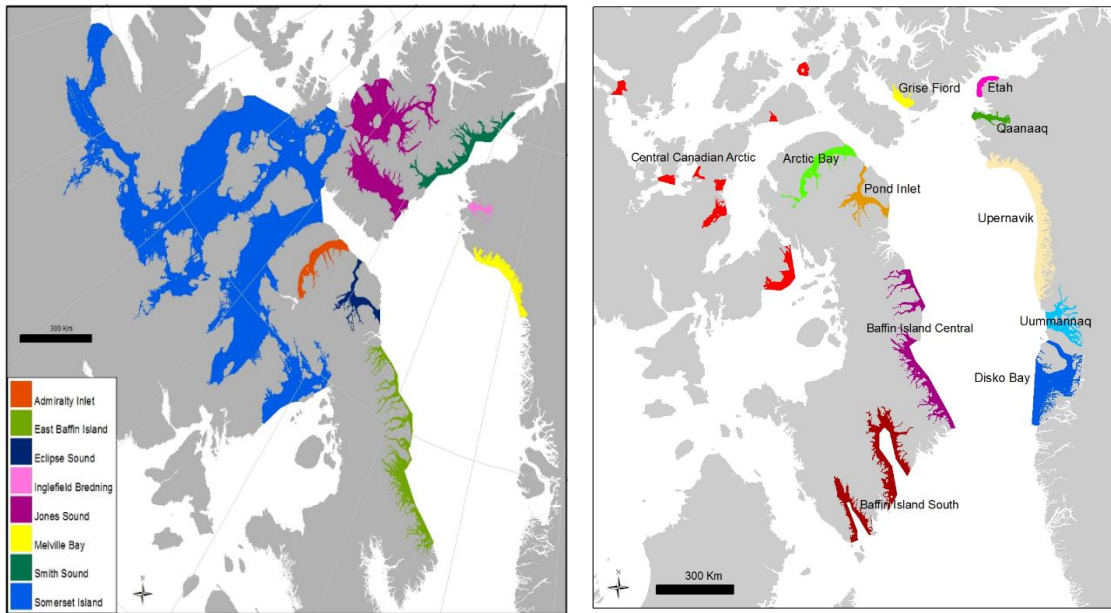 300 Km
Admiralty Inlet
East Baffin Island
Eclipse Sound
Inglefield Bredning
Jones Sound
Melville Bay
Smith Sound
Somerset Island
N
Grise Fiord
Etah
Qaanaaq
Central Canadian Arctic
Arctic Bay
Pond Inlet
Upernavik
Baffin Island Central
Uummannaq
Disko Bay
Baffin Island South
300 Km
N